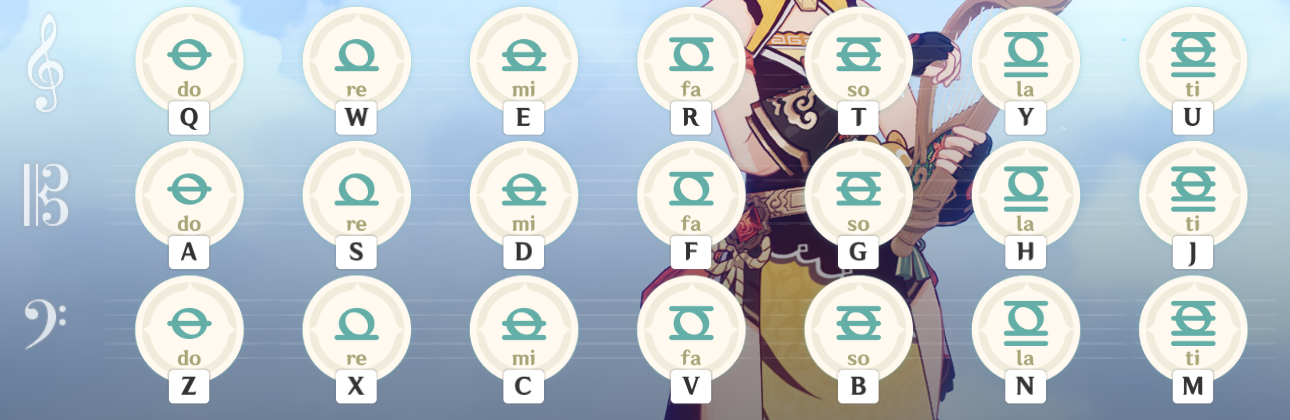 do re mi fa so la ti
Q W E R T Y U
do re mi fa so la ti
A S D F G H J
do re mi fa so la ti
Z X C V B N M